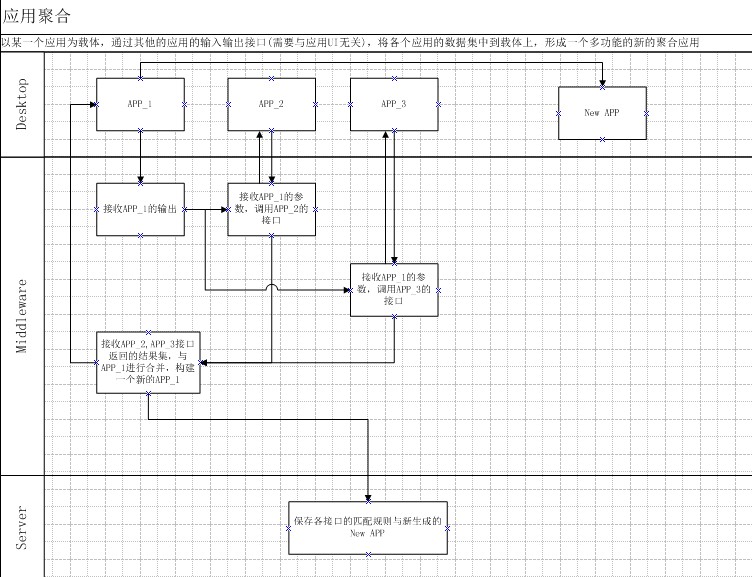 应用聚合
以某一个应用为载体，通过其他的应用的输入输出接口(需要与应用UI无关)，将各个应用的数据集中到载体上，形成一个多功能的新的聚合应用
Desktop
APP_1
APP_2
APP_3
New APP
Middleware
接收APP_1的输出
接收APP_1的参
数，调用APP_2的
接口
接收APP_1的参
数，调用APP_3的
接口
接收APP_2,APP_3接口
返回的结果集，与
APP_1进行合并，构建
一个新的APP_1
Server
保存各接口的匹配规则与新生成的
New APP